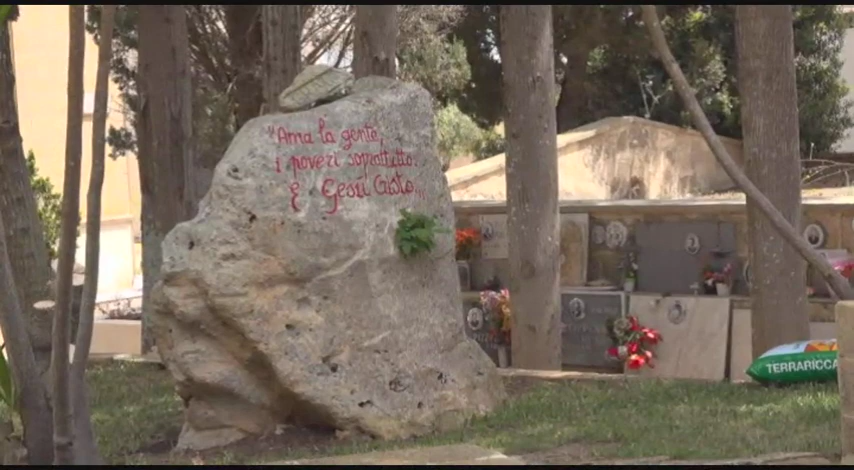 "Ama la gente,
i poveri soprattutto.
È Gesù Cristo„
TERRARICCA